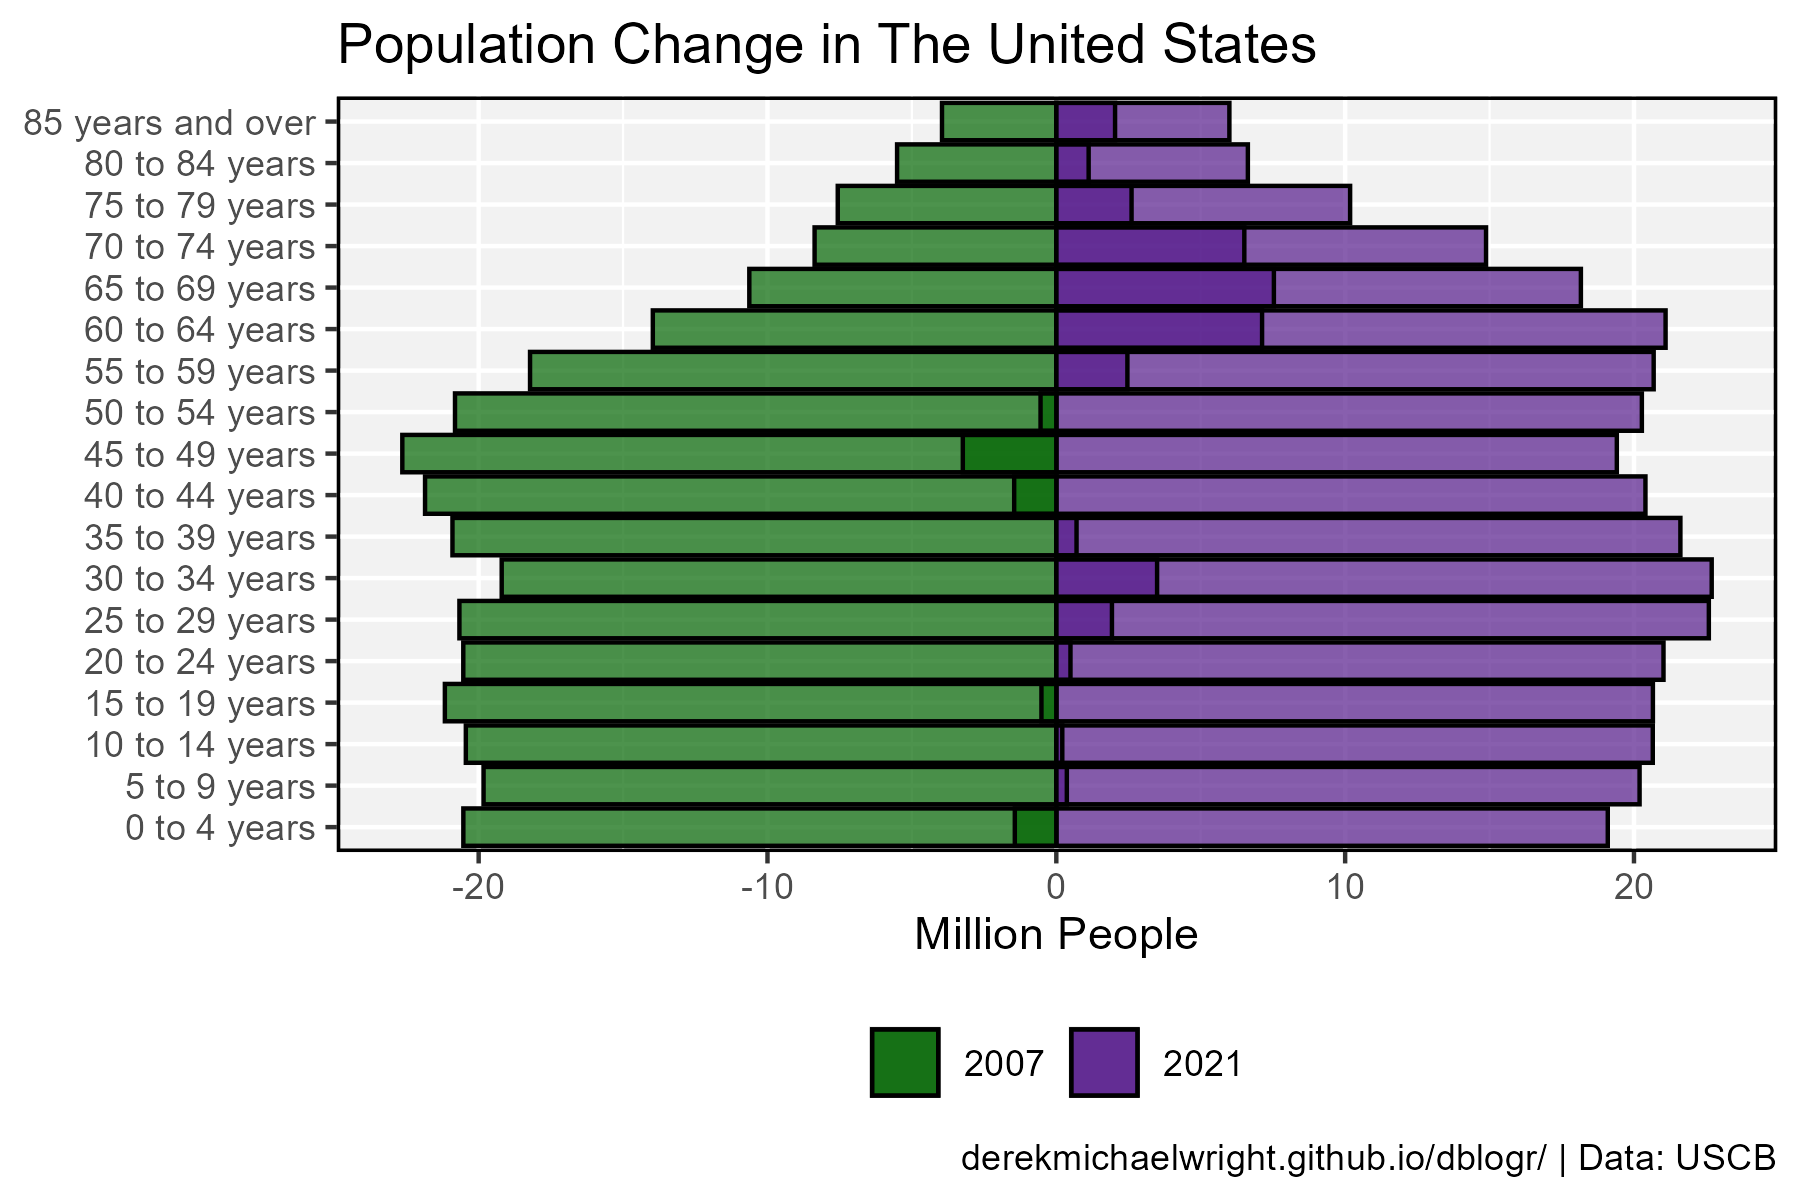 Population Change in The United States
85 years and over
80 to 84 years
75 to 79 years
70 to 74 years
65 to 69 years
60 to 64 years
55 to 59 years
50 to 54 years
45 to 49 years
40 to 44 years
35 to 39 years
30 to 34 years
25 to 29 years
20 to 24 years
15 to 19 years
10 to 14 years
5 to 9 years
0 to 4 years
-20 -10 0 10 20
Million People
2007 2021
derekmichaelwright.github.io/dblogr/ | Data: USCB